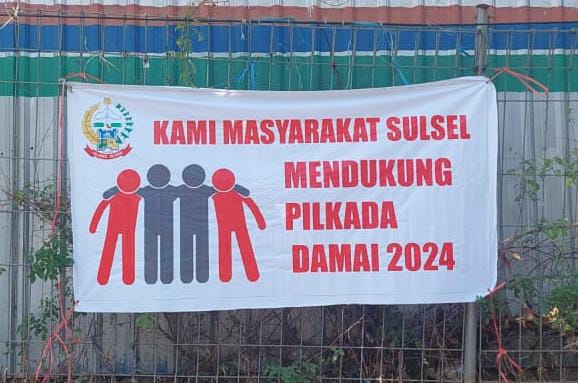 KAMI MASYARAKAT SULSEL
MENDUKUNG
PILKADA
DAMAI 2024